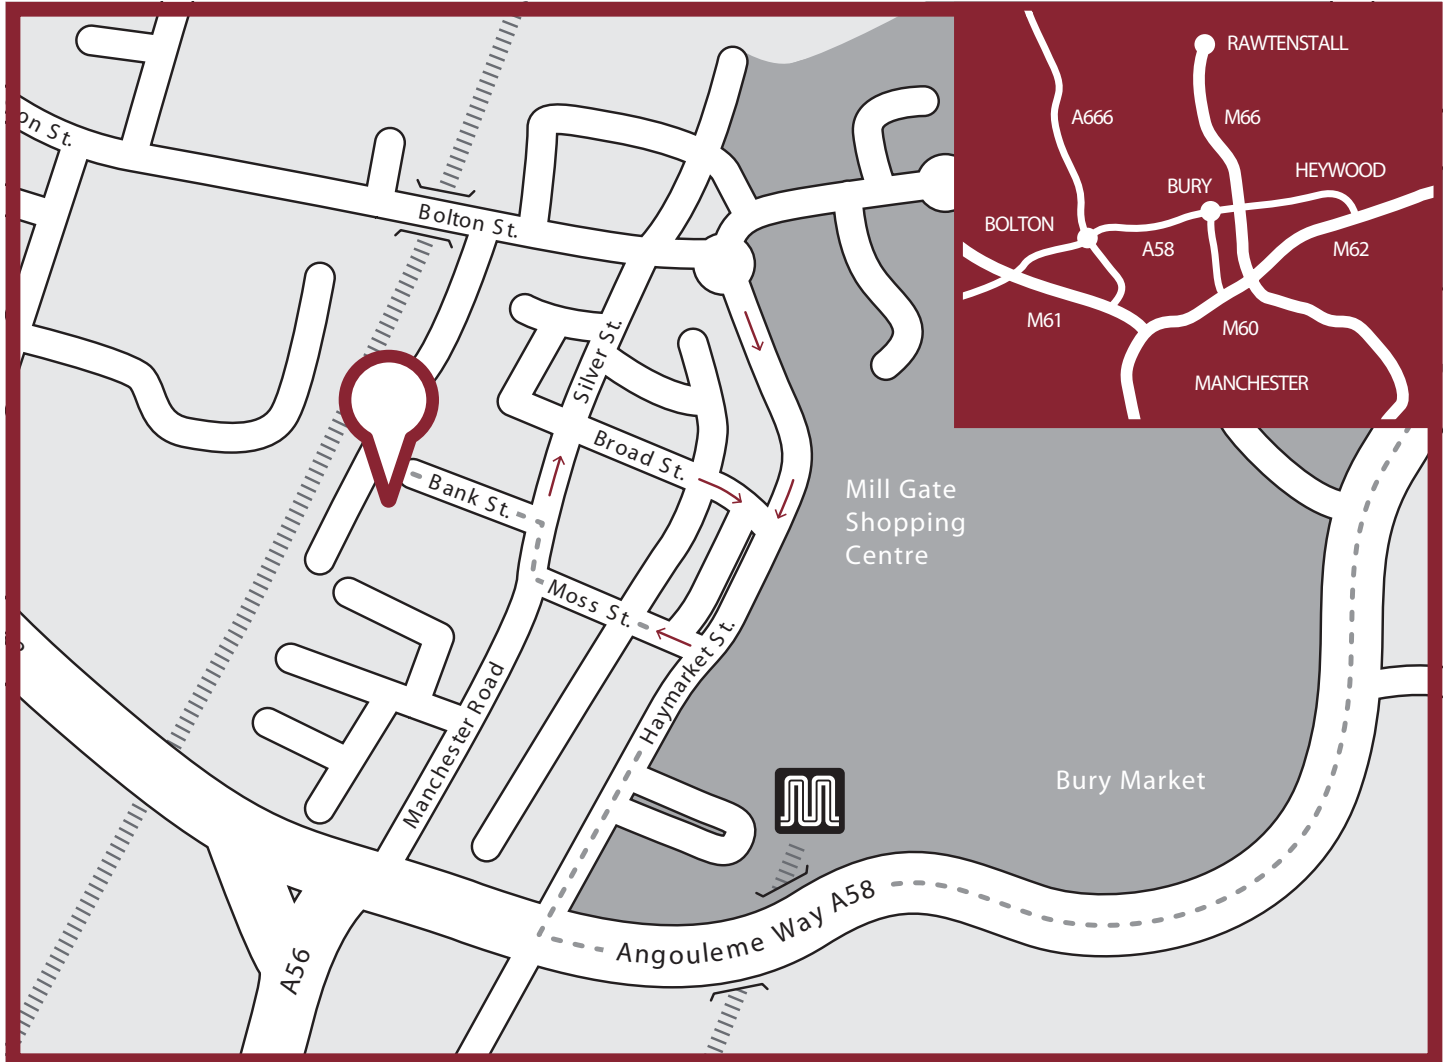 on St.
Bolton St.
Silver St.
Broad St.
Bank St.
Moss St.
Haymarket St.
Manchester Road
Mill Gate
Shopping
Centre
Bury Market
Angouleme Way A58
A56
RAWTENSTALL
A666
M66
HEYWOOD
BURY
BOLTON
A58
M62
M61
M60
MANCHESTER